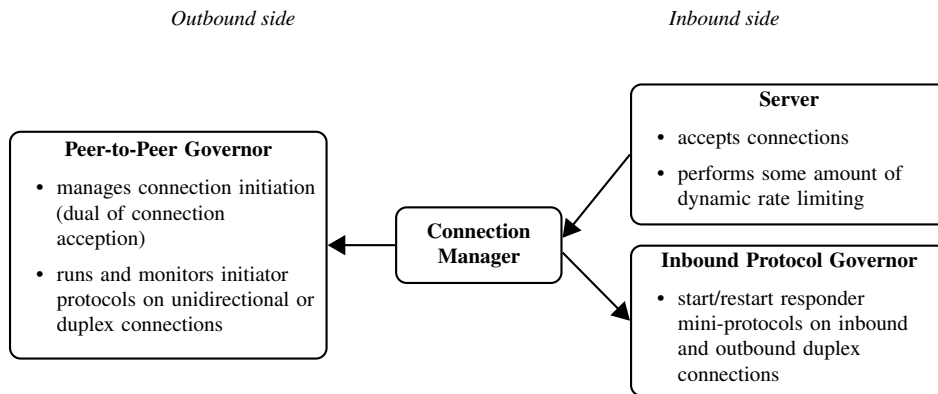 Outbound side
Inbound side
Peer-to-Peer Governor
• manages connection initiation
(dual of connection
acception)
• runs and monitors initiator
protocols on unidirectional or
duplex connections
Connection
Manager
Server
• accepts connections
• performs some amount of
dynamic rate limiting
Inbound Protocol Governor
• start/restart responder
mini-protocols on inbound
and outbound duplex
connections